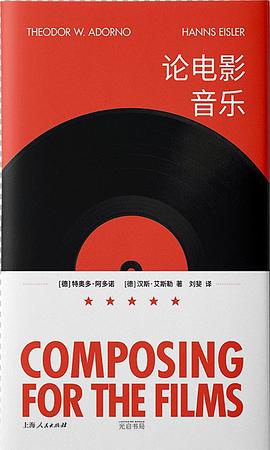 THEODOR W. ADORNO HANNS EISLER
论电影
音乐
[德]特奥多·阿多诺 [德]汉斯·艾斯勒 著 刘斐 译
COMPOSING
FOR THE FILMS
上海人民出版社 光启书局